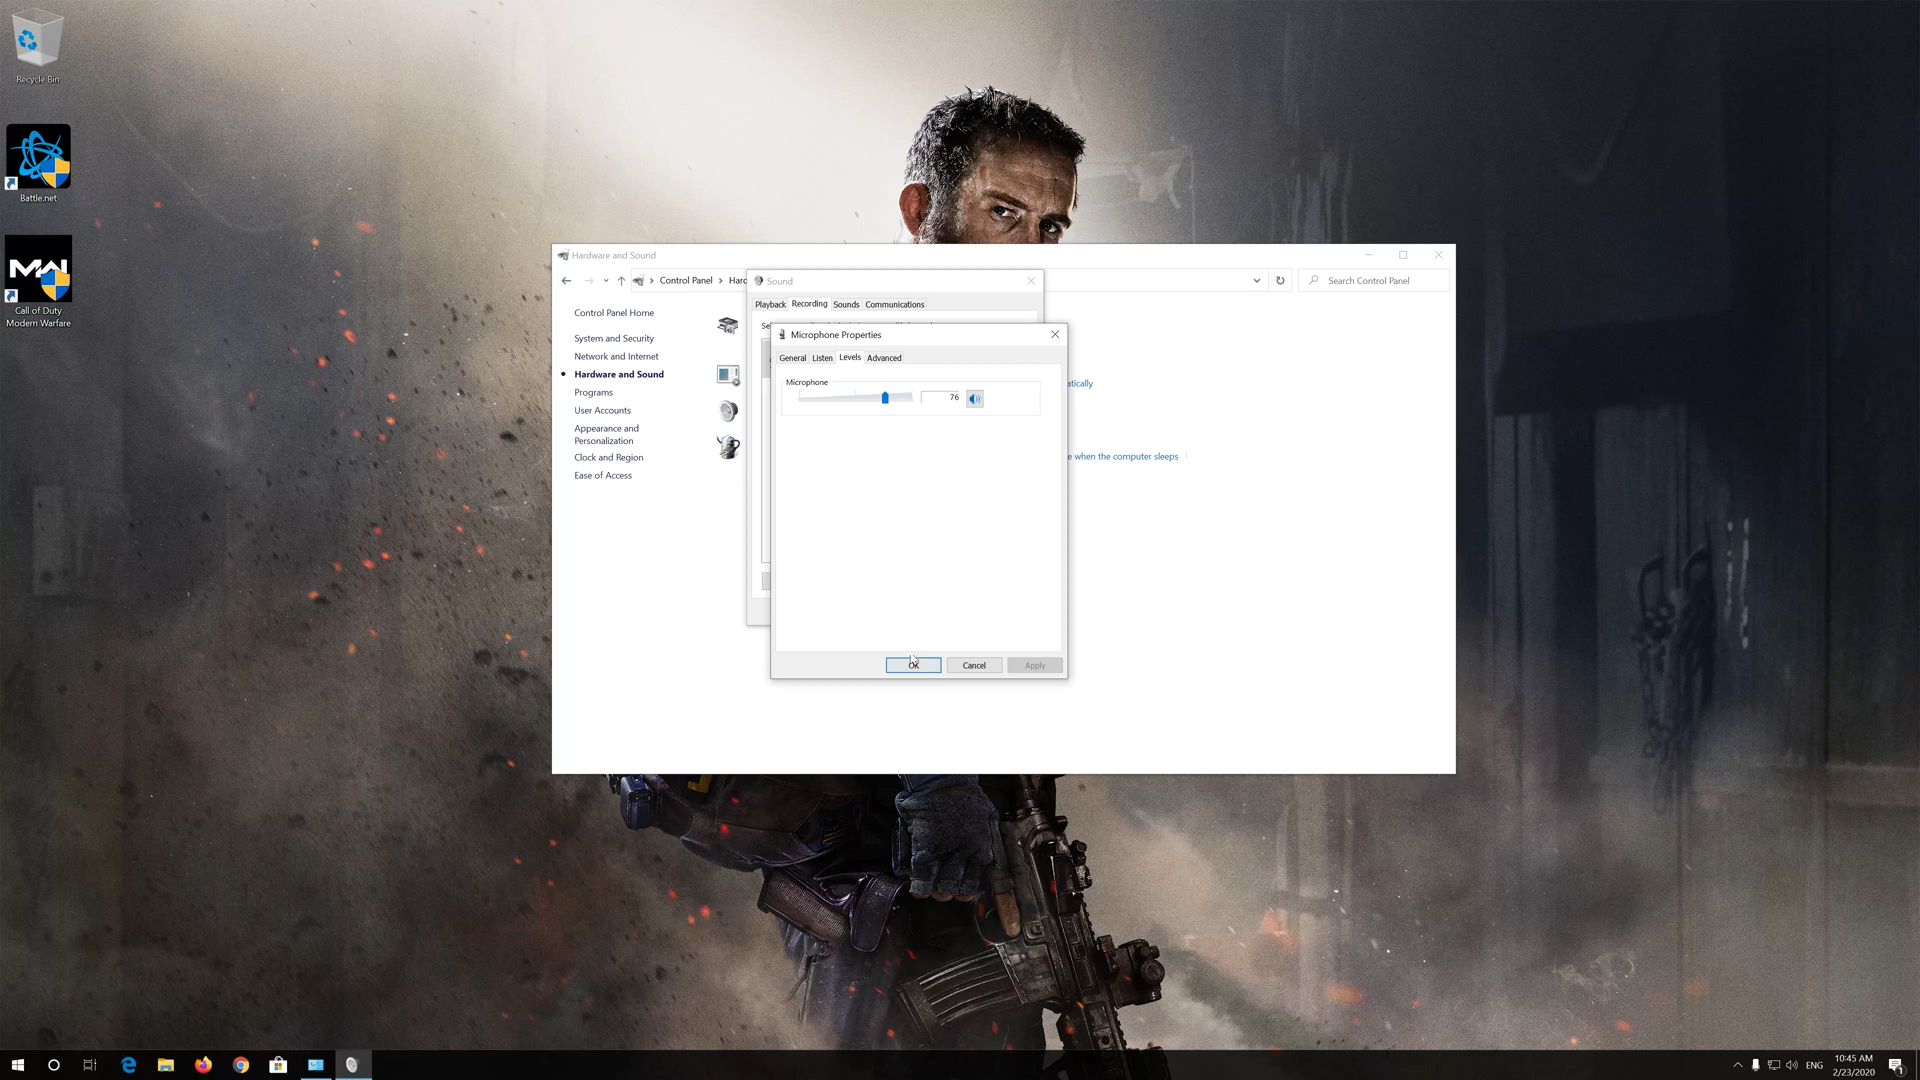 Recycle Bin
Battle.net
Call of Duty
Modern Warfare
Hardware and Sound
Control Panel
Search Control Panel
Control Panel Home
System and Security
Network and Internet
Hardware and Sound
Programs
User Accounts
Appearance and
Personalization
Clock and Region
Ease of Access
Sound
Playback Recording Sounds Communications
Microphone Properties
General Listen Levels Advanced
Microphone
76
atically
e when the computer sleeps
OK Cancel Apply
ENG
10:45 AM
2/23/2020